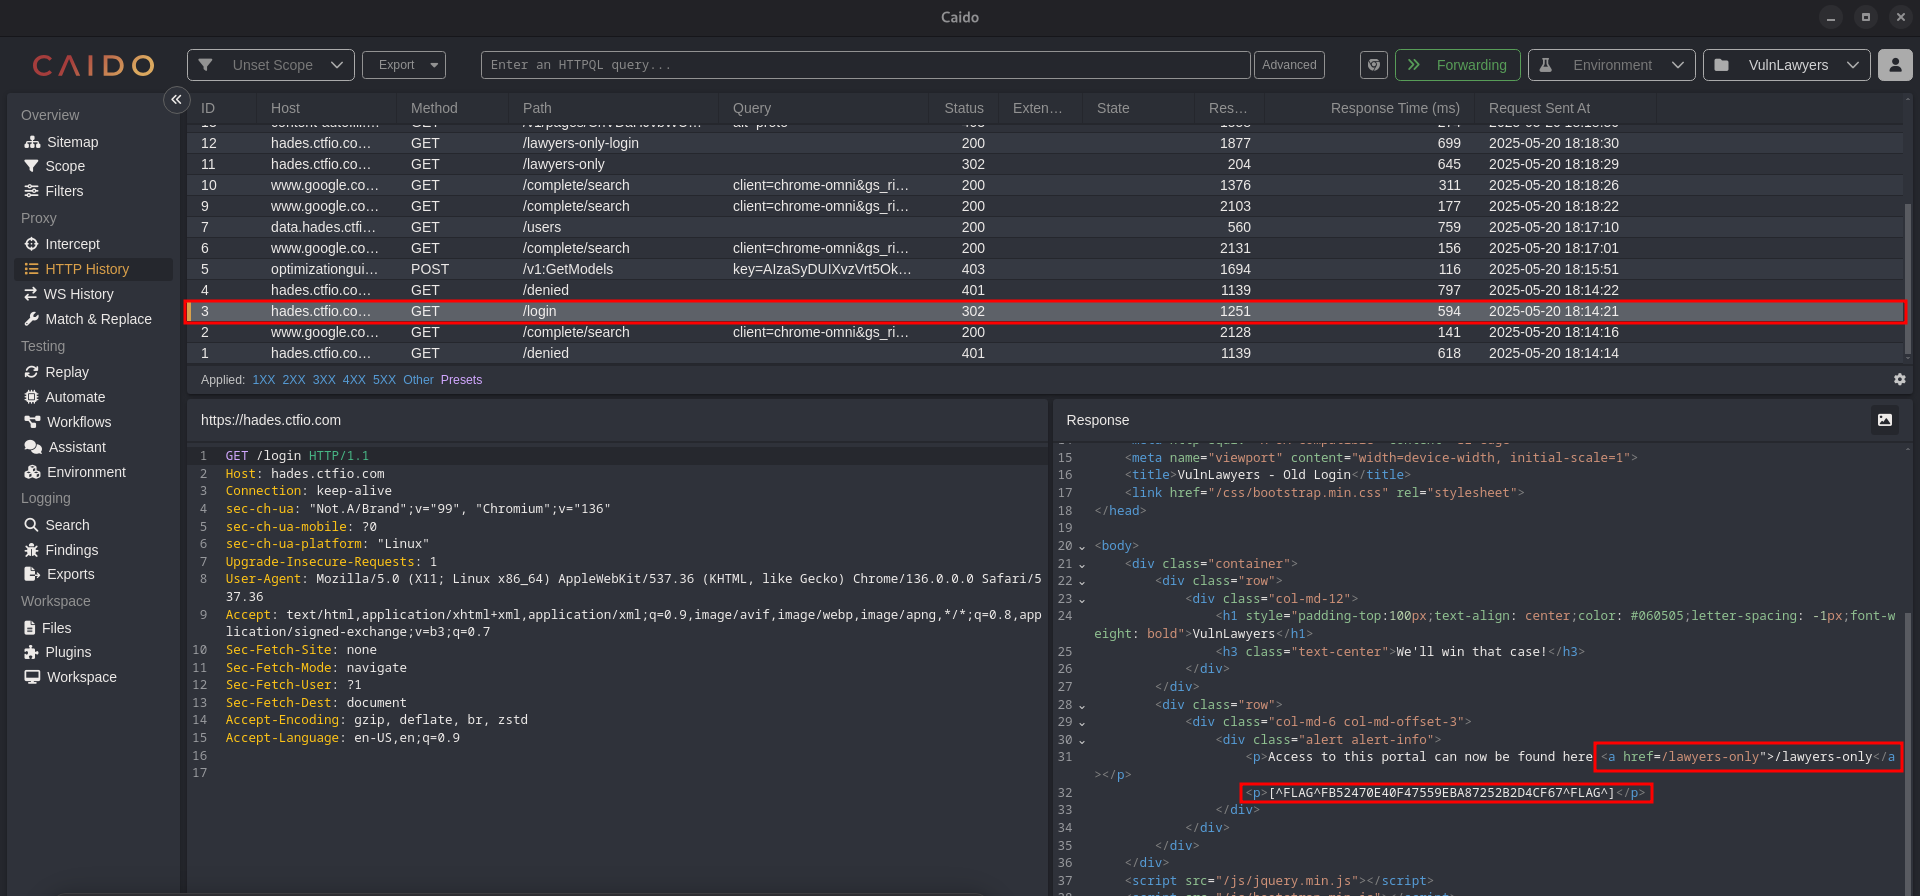 Caido
CAIDO
Unset Scope
Export
Enter an HTTPQL query...
Advanced
Forwarding
Environment
VulnLawyers
Overview
Sitemap
Scope
Filters
Proxy
Intercept
HTTP History
WS History
Match & Replace
Testing
Replay
Automate
Workflows
Assistant
Environment
Logging
Search
Findings
Exports
Workspace
Files
Plugins
Workspace
ID Host Method Path Query Status Exten... State Res... Response Time (ms) Request Sent At
12 hades.ctfio.co... GET /lawyers-only-login 200 1877 699 2025-05-20 18:18:30
11 hades.ctfio.co... GET /lawyers-only 302 204 645 2025-05-20 18:18:29
10 www.google.co... GET /complete/search client=chrome-omni&gs_ri... 200 1376 311 2025-05-20 18:18:26
9 www.google.co... GET /complete/search client=chrome-omni&gs_ri... 200 2103 177 2025-05-20 18:18:22
7 data.hades.ctfi... GET /users 200 560 759 2025-05-20 18:17:10
6 www.google.co... GET /complete/search client=chrome-omni&gs_ri... 200 2131 156 2025-05-20 18:17:01
5 optimizationgui... POST /v1:GetModels key=AIzaSyDUIXvzVrt5Ok... 403 1694 116 2025-05-20 18:15:51
4 hades.ctfio.co... GET /denied 401 1139 797 2025-05-20 18:14:22
3 hades.ctfio.co... GET /login 302 1251 594 2025-05-20 18:14:21
2 www.google.co... GET /complete/search client=chrome-omni&gs_ri... 200 2128 141 2025-05-20 18:14:16
1 hades.ctfio.co... GET /denied 401 1139 618 2025-05-20 18:14:14
Applied: 1XX 2XX 3XX 4XX 5XX Other Presets
https://hades.ctfio.com
1 GET /login HTTP/1.1
2 Host: hades.ctfio.com
3 Connection: keep-alive
4 sec-ch-ua: "Not.A/Brand";v="99", "Chromium";v="136"
5 sec-ch-ua-mobile: ?0
6 sec-ch-ua-platform: "Linux"
7 Upgrade-Insecure-Requests: 1
8 User-Agent: Mozilla/5.0 (X11; Linux x86_64) AppleWebKit/537.36 (KHTML, like Gecko) Chrome/136.0.0.0 Safari/5
37.36
9 Accept: text/html,application/xhtml+xml,application/xml;q=0.9,image/avif,image/webp,image/apng,*/*;q=0.8,app
lication/signed-exchange;v=b3;q=0.7
10 Sec-Fetch-Site: none
11 Sec-Fetch-Mode: navigate
12 Sec-Fetch-User: ?1
13 Sec-Fetch-Dest: document
14 Accept-Encoding: gzip, deflate, br, zstd
15 Accept-Language: en-US,en;q=0.9
16
17
Response
15 <meta name="viewport" content="width=device-width, initial-scale=1">
16 <title>VulnLawyers - Old Login</title>
17 <link href="/css/bootstrap.min.css" rel="stylesheet">
18 </head>
19
20 <body>
21 <div class="container">
22 <div class="row">
23 <div class="col-md-12">
24 <h1 style="padding-top:100px;text-align: center;color: #060505;letter-spacing: -1px;font-w
eight: bold">VulnLawyers</h1>
25 <h3 class="text-center">We'll win that case!</h3>
26 </div>
27 </div>
28 <div class="row">
29 <div class="col-md-6 col-md-offset-3">
30 <div class="alert alert-info">
31 <p>Access to this portal can now be found here <a href=/lawyers-only">/lawyers-only</a
></p>
32 <p>[^FLAG^FB52470E40F47559EBA87252B2D4CF67^FLAG^]</p>
33 </div>
34 </div>
35 </div>
36 </div>
37 <script src="/js/jquery.min.js"></script>